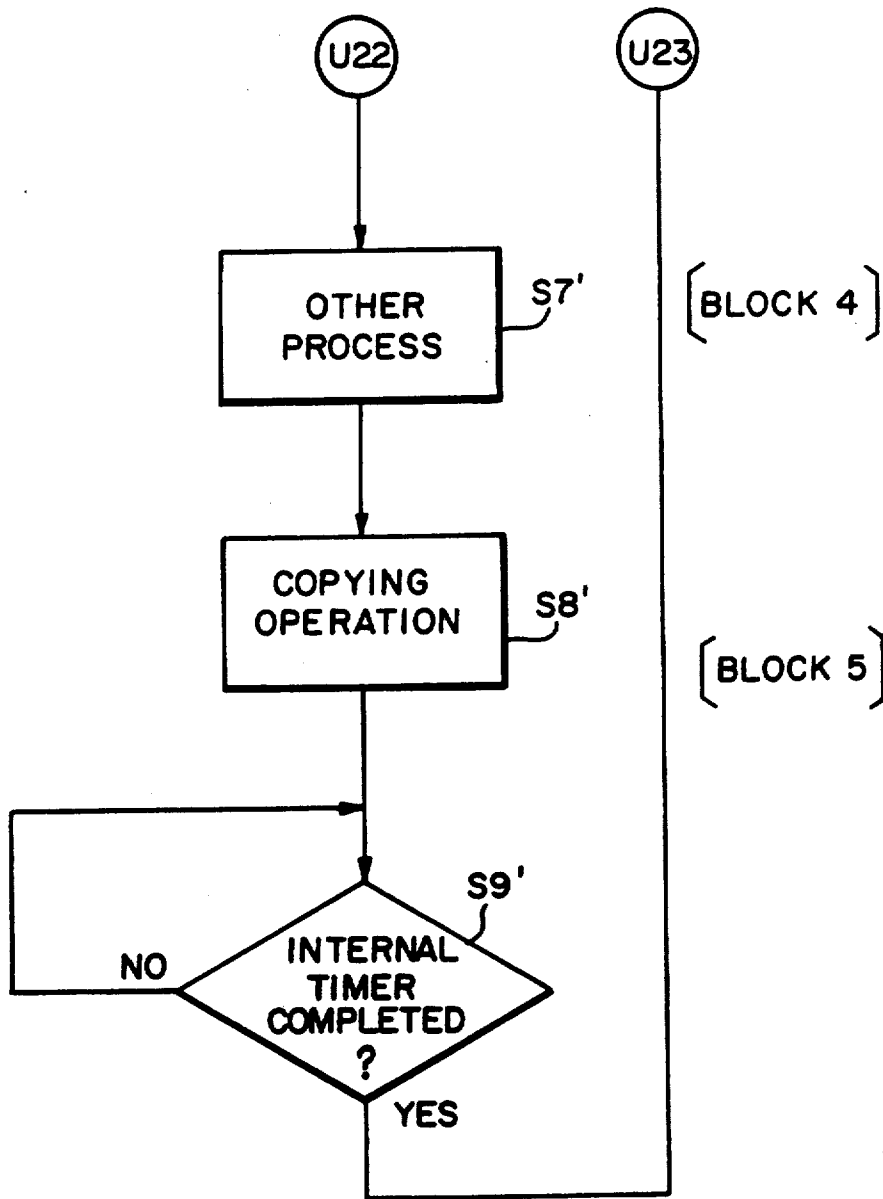 U22
U23
OTHER
PROCESS
S7'
[BLOCK 4]
COPYING
OPERATION
S8'
[BLOCK 5]
S9'
INTERNAL
TIMER
COMPLETED
?
NO
YES